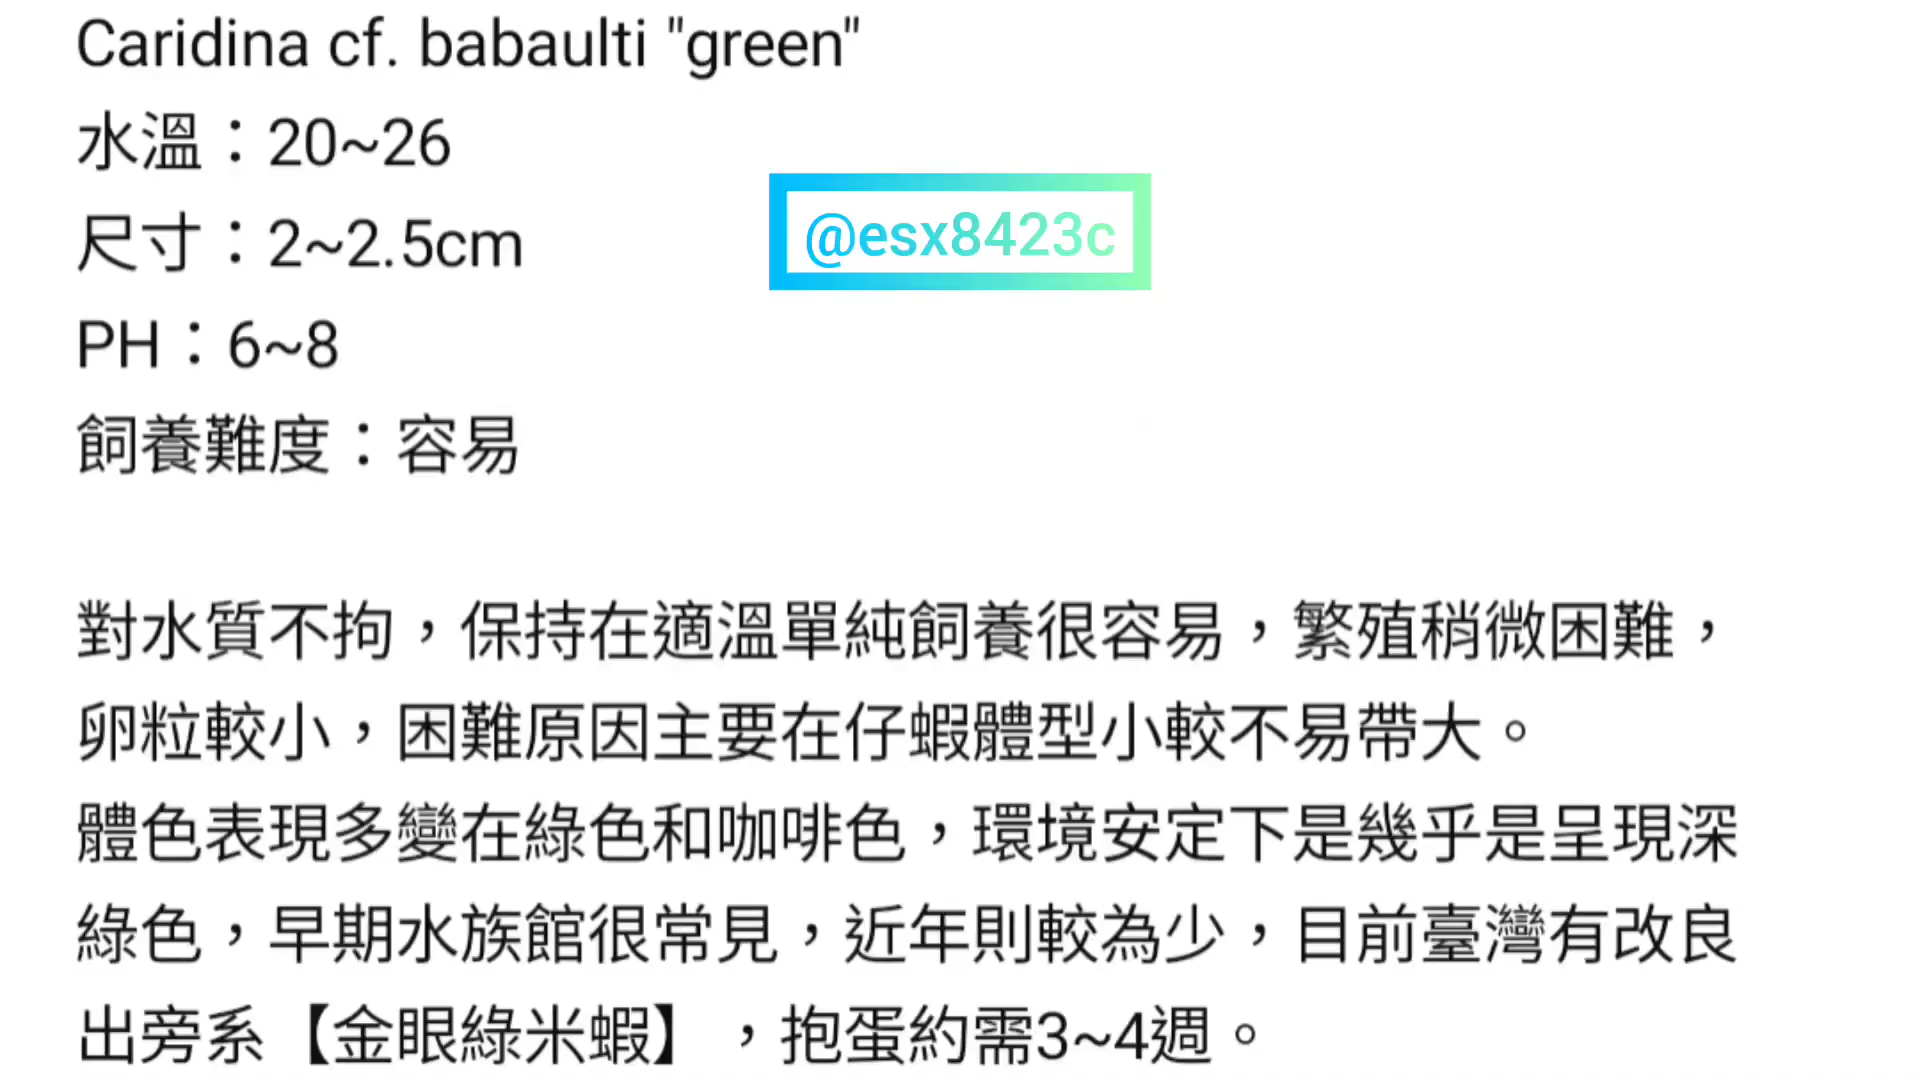 Caridina cf. babaulti "green"
水溫：20~26
@esx8423c
尺寸：2~2.5cm
PH：6~8
飼養難度：容易
對水質不拘，保持在適溫單純飼養很容易，繁殖稍微困難，
卵粒較小，困難原因主要在仔蝦體型小較不易帶大。
體色表現多變在綠色和咖啡色，環境安定下是幾乎是呈現深
綠色，早期水族館很常見，近年則較為少，目前臺灣有改良
出旁系【金眼綠米蝦】，抱蛋約需3~4週。